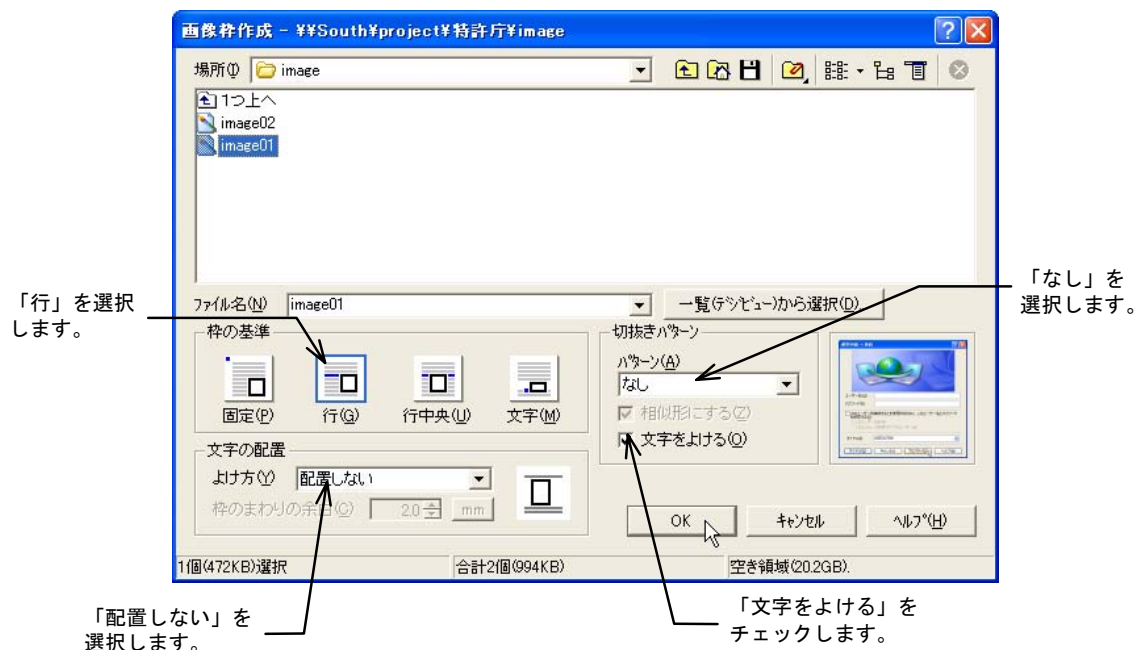 画像枠作成 - ¥¥South¥project¥特許庁¥image
場所(I) image
1つ上へ
image02
image01
「なし」を
選択します。
「行」を選択
します。
ファイル名(N) image01 一覧(デジビュー)から選択(D)
枠の基準
固定(P) 行(G) 行中央(U) 文字(M)
切抜きパターン
パターン(A)
なし
相似形にする(Z)
文字をよける(O)
文字の配置
よけ方(Y) 配置しない
枠のまわりの余白(C) 2.0 mm
OK キャンセル ヘルプ(H)
1個(472KB)選択 合計2個(994KB) 空き領域(20.2GB).
「配置しない」を
選択します。
「文字をよける」を
チェックします。